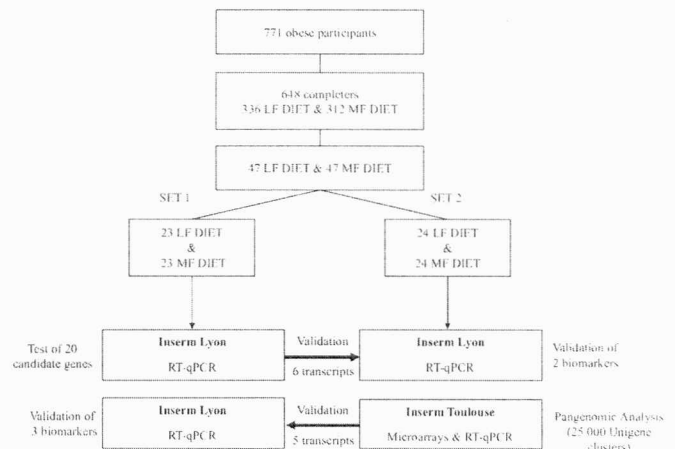 771 obese participants
648 completers
336 LF DIET & 312 MF DIET
47 LF DIET & 47 MF DIET
SET 1
SET 2
23 LF DIET
&
23 MF DIET
24 LF DIET
&
24 MF DIET
Test of 20
candidate genes
Inserm Lyon
RT-qPCR
Validation
6 transcripts
Inserm Lyon
RT-qPCR
Validation of
2 biomarkers
Validation of
3 biomarkers
Inserm Lyon
RT-qPCR
Validation
5 transcripts
Inserm Toulouse
Microarrays & RT-qPCR
Pangenomic Analysis
(25 000 Unigene
clusters)